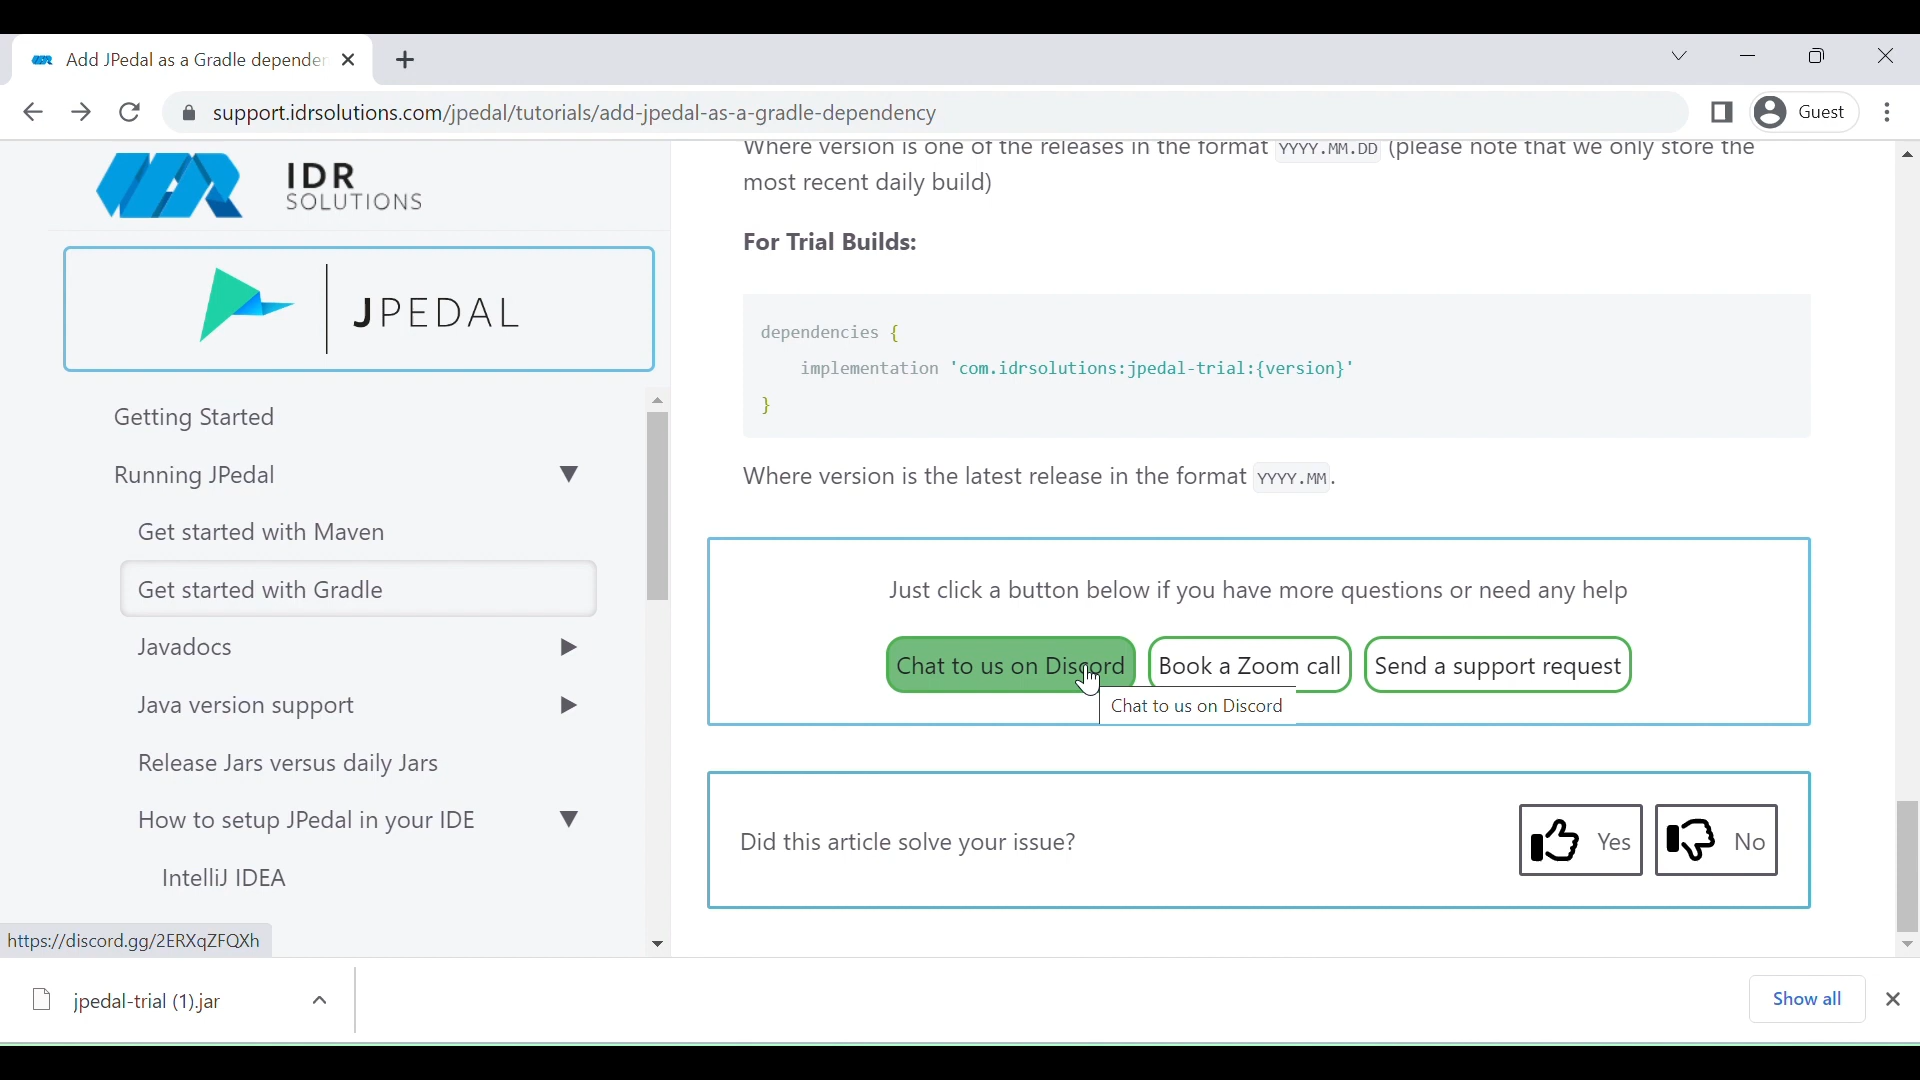 Add JPedal as a Gradle depender
support.idrsolutions.com/jpedal/tutorials/add-jpedal-as-a-gradle-dependency
Guest
IDR
SOLUTIONS
JPEDAL
Getting Started
Running JPedal
Get started with Maven
Get started with Gradle
Javadocs
Java version support
Release Jars versus daily Jars
How to setup JPedal in your IDE
IntelliJ IDEA
https://discord.gg/2ERXqZFQXh
Where version is one of the releases in the format YYYY.MM.DD (please note that we only store the
most recent daily build)
For Trial Builds:
dependencies {
implementation 'com.idrsolutions:jpedal-trial:{version}'
}
Where version is the latest release in the format YYYY.MM.
Just click a button below if you have more questions or need any help
Chat to us on Discord
Book a Zoom call
Send a support request
Chat to us on Discord
Did this article solve your issue?
Yes
No
jpedal-trial (1).jar
Show all